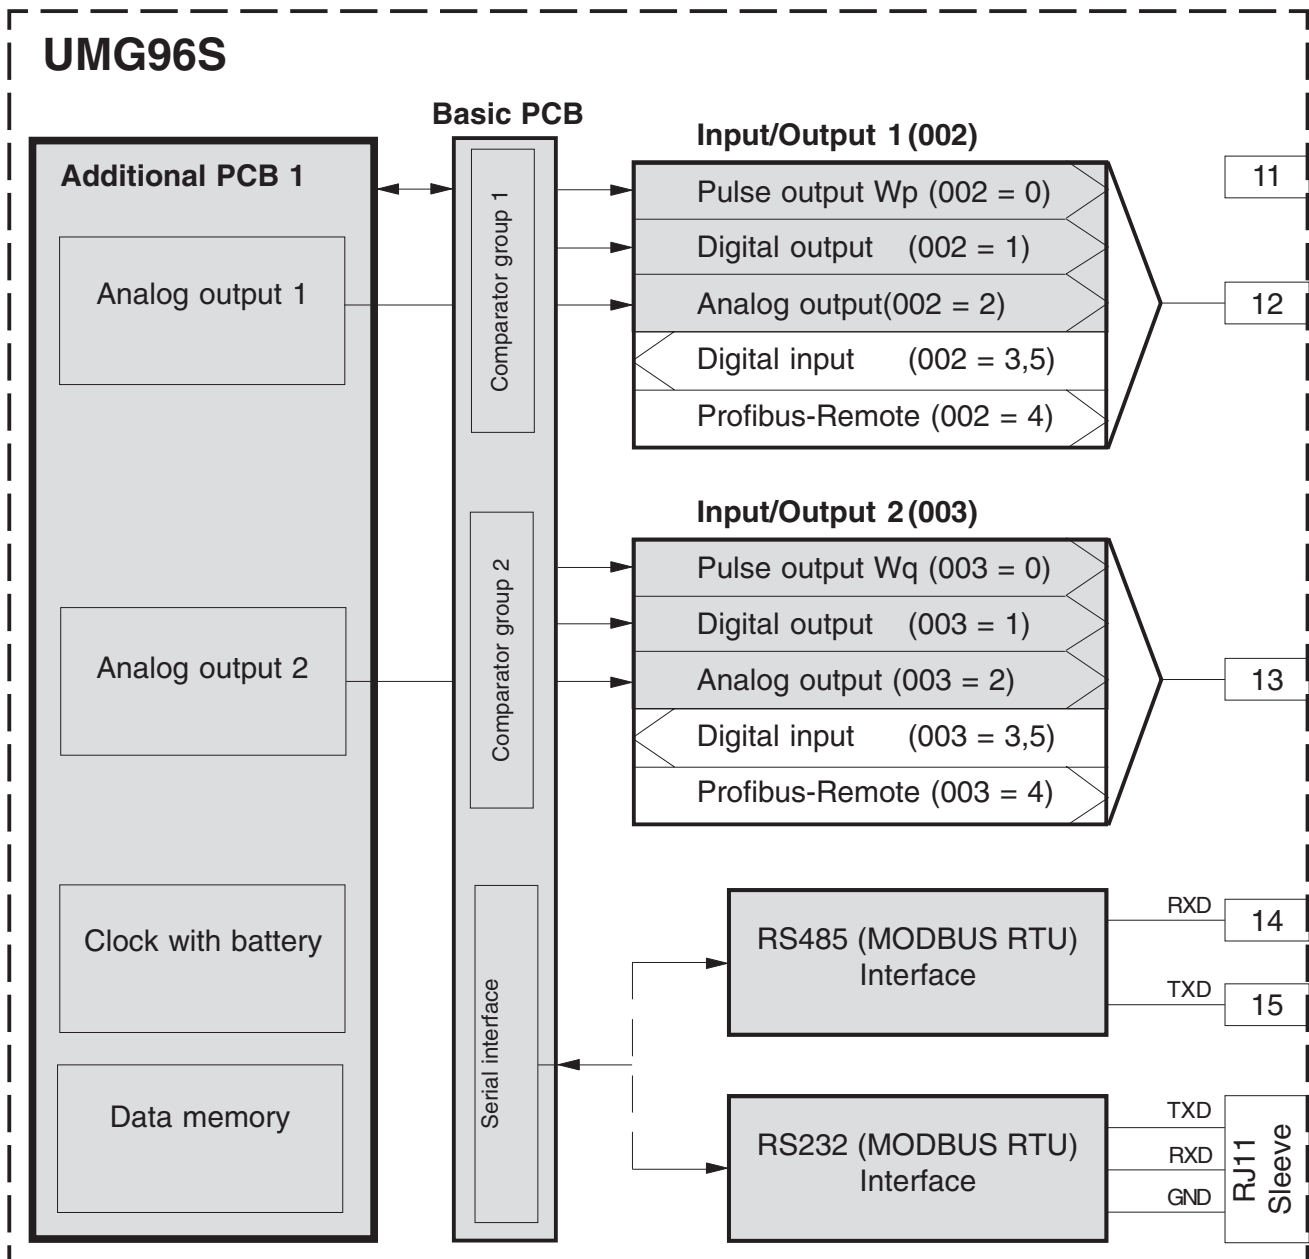 UMG96S
Basic PCB
Additional PCB 1
Analog output 1
Analog output 2
Clock with battery
Data memory
Comparator group 1
Comparator group 2
Serial interface
Input/Output 1 (002)
Pulse output Wp (002 = 0)
Digital output (002 = 1)
Analog output(002 = 2)
Digital input (002 = 3,5)
Profibus-Remote (002 = 4)
11
12
Input/Output 2 (003)
Pulse output Wq (003 = 0)
Digital output (003 = 1)
Analog output (003 = 2)
Digital input (003 = 3,5)
Profibus-Remote (003 = 4)
13
RS485 (MODBUS RTU)
Interface
RXD
14
TXD
15
RS232 (MODBUS RTU)
Interface
TXD
RXD
GND
RJ11
Sleeve